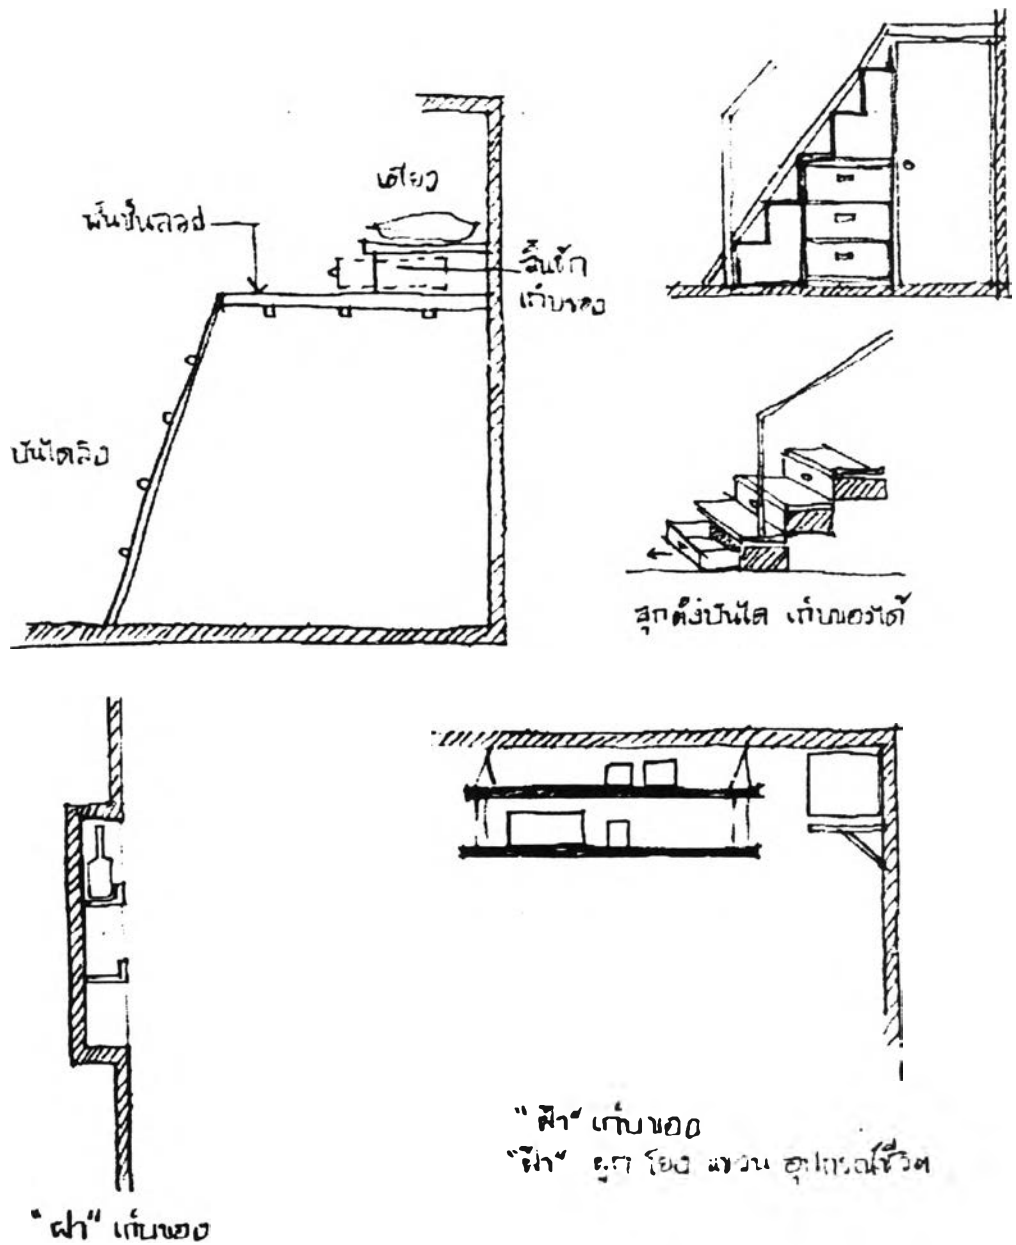 เตียง
พื้นชั้นลอย
ลิ้นชัก
เก็บของ
บันไดลิง
ลูกตั้งบันได เก็บของได้
"ฝ้า" เก็บของ
"ฝ้า" ผูก โยง แขวน อุปกรณ์ชีวิต
"ฝา" เก็บของ